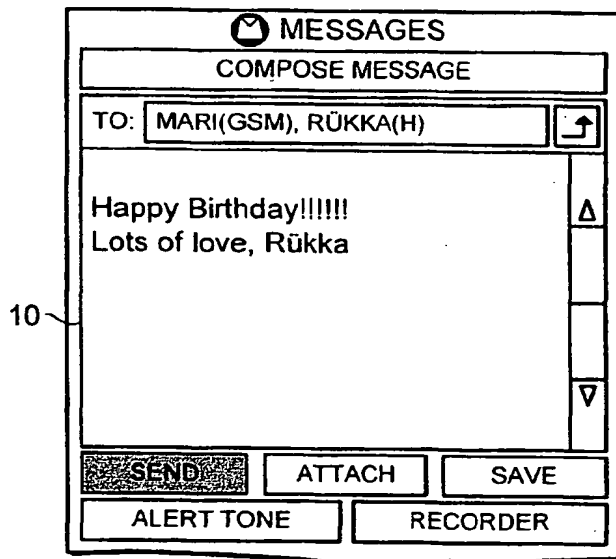 MESSAGES
COMPOSE MESSAGE
TO: MARI(GSM), RÜKKA(H)
Happy Birthday!!!!!!
Lots of love, Rükka
10
SEND ATTACH SAVE
ALERT TONE RECORDER